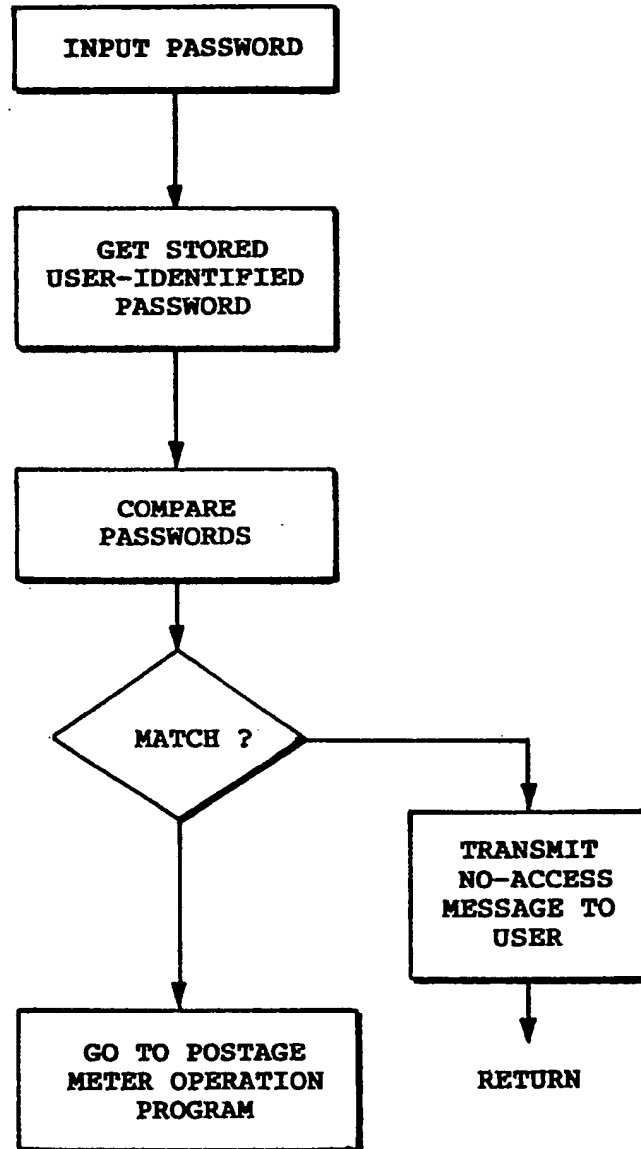 INPUT PASSWORD
GET STORED
USER-IDENTIFIED
PASSWORD
COMPARE
PASSWORDS
MATCH ?
TRANSMIT
NO-ACCESS
MESSAGE TO
USER
GO TO POSTAGE
METER OPERATION
PROGRAM
RETURN